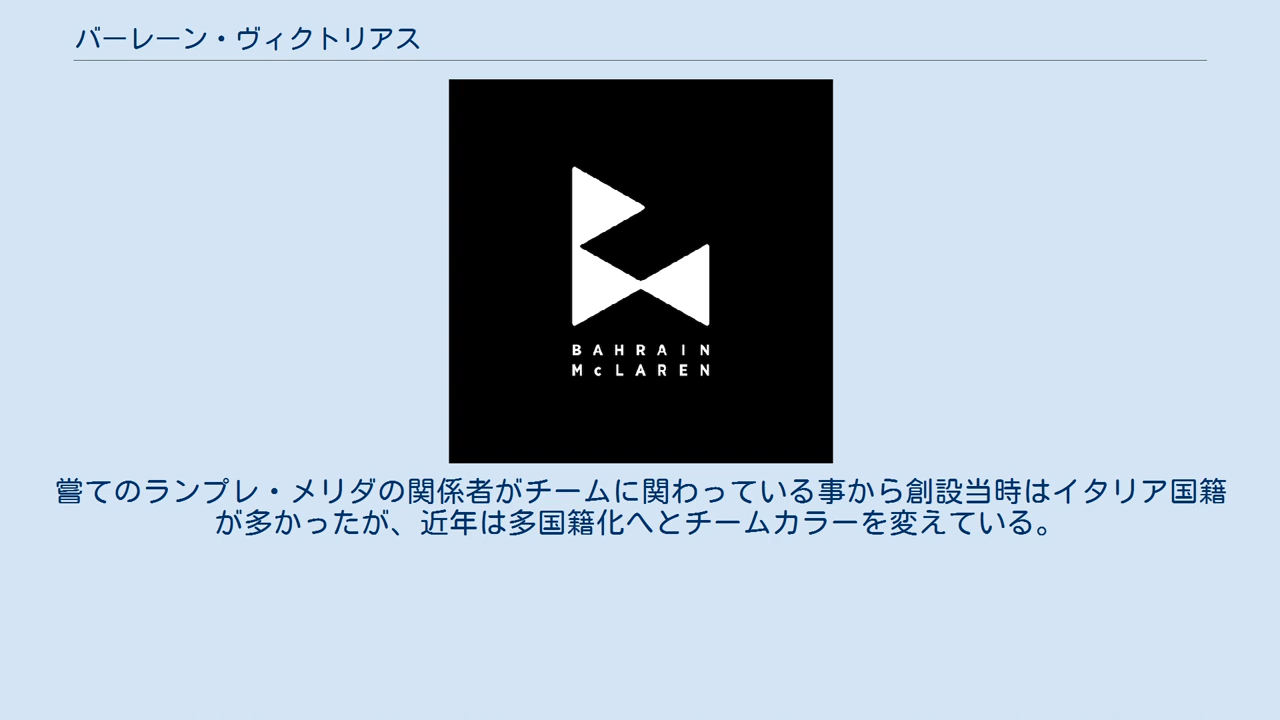 バーレーン・ヴィクトリアス
BAHRAIN
McLAREN
嘗てのランプレ・メリダの関係者がチームに関わっている事から創設当時はイタリア国籍
が多かったが、近年は多国籍化へとチームカラーを変えている。